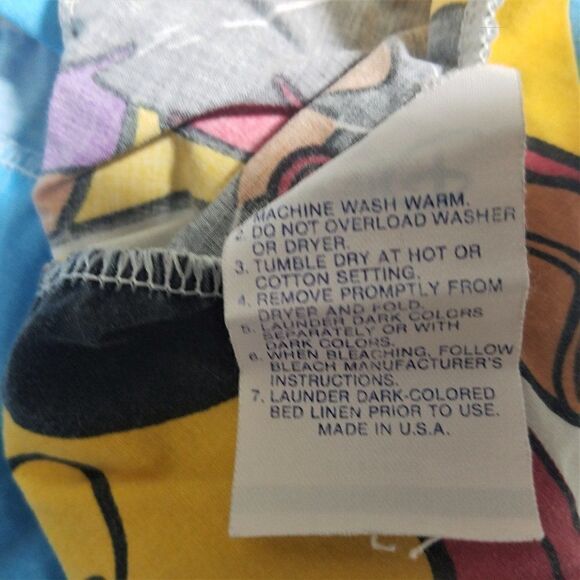 MACHINE WASH WARM.
2. DO NOT OVERLOAD WASHER
OR DRYER.
3. TUMBLE DRY AT HOT OR
COTTON SETTING.
4. REMOVE PROMPTLY FROM
DRYER AND FOLD.
5. LAUNDER DARK COLORS
SEPARATELY OR WITH
DARK COLORS.
6. WHEN BLEACHING, FOLLOW
BLEACH MANUFACTURER'S
INSTRUCTIONS.
7. LAUNDER DARK-COLORED
BED LINEN PRIOR TO USE.
MADE IN U.S.A.